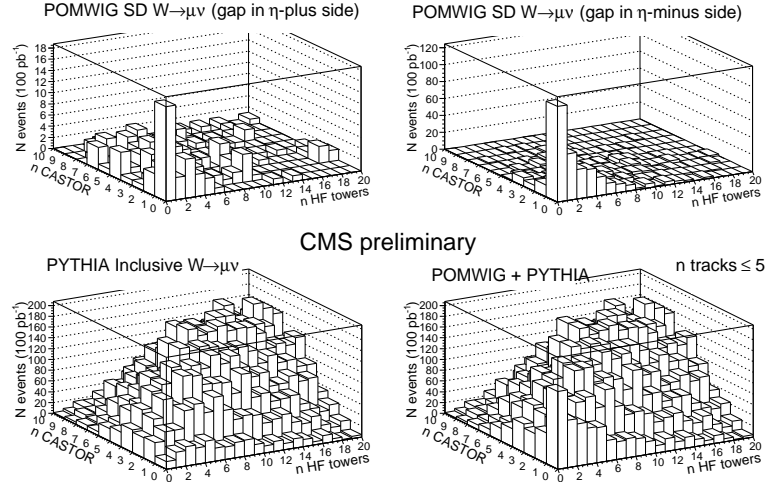 POMWIG SD W→μν (gap in η-plus side)
N events (100 pb⁻¹)
18
16
14
12
10
8
6
4
2
0
10 9 8 7 6 5 4 3 2 1 0
n CASTOR
0 2 4 6 8 10 12 14 16 18 20
n HF towers
POMWIG SD W→μν (gap in η-minus side)
N events (100 pb⁻¹)
120
100
80
60
40
20
0
10 9 8 7 6 5 4 3 2 1 0
n CASTOR
0 2 4 6 8 10 12 14 16 18 20
n HF towers
CMS preliminary
PYTHIA Inclusive W→μν
N events (100 pb⁻¹)
200
180
160
140
120
100
80
60
40
20
0
10 9 8 7 6 5 4 3 2 1 0
n CASTOR
0 2 4 6 8 10 12 14 16 18 20
n HF towers
POMWIG + PYTHIA
n tracks ≤ 5
N events (100 pb⁻¹)
200
180
160
140
120
100
80
60
40
20
0
10 9 8 7 6 5 4 3 2 1 0
n CASTOR
0 2 4 6 8 10 12 14 16 18 20
n HF towers